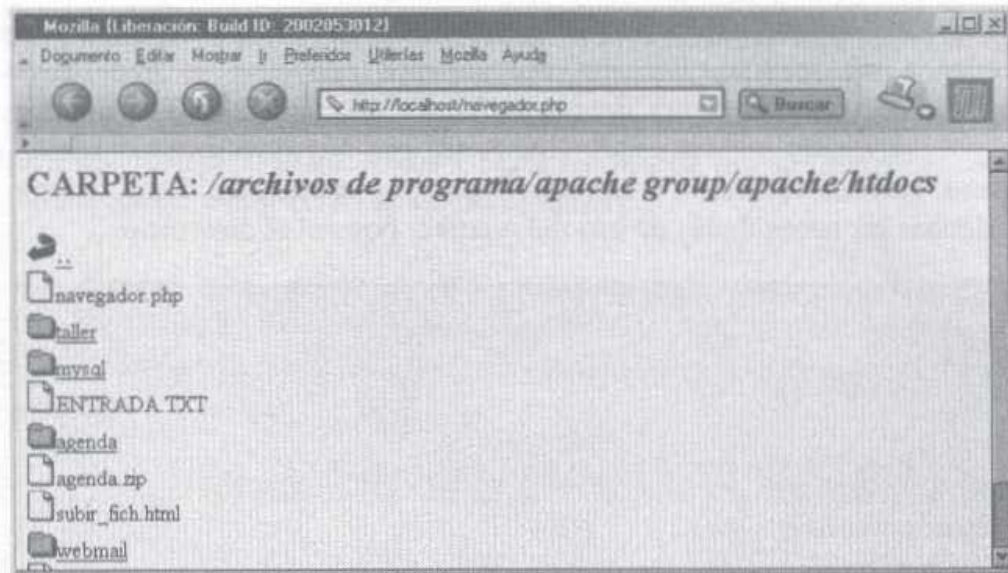 Mozilla {Liberación: Build ID: 2002053012}
Documento Editar Mostrar Ir Preferidos Utilerías Mozilla Ayuda
http://localhost/navegador.php
Buscar
CARPETA: /archivos de programa/apache group/apache/htdocs
..
navegador.php
taller
mysql
ENTRADA.TXT
agenda
agenda.zip
subir_fich.html
webmail